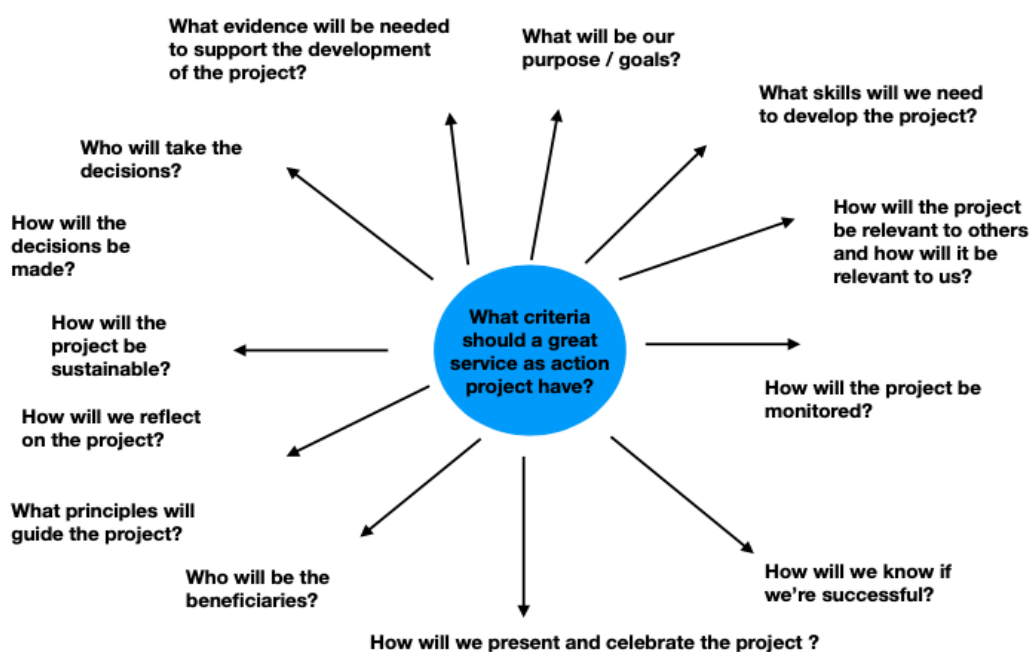 What evidence will be needed
to support the development
of the project?
What will be our
purpose / goals?
What skills will we need
to develop the project?
Who will take the
decisions?
How will the project
be relevant to others
and how will it be
relevant to us?
How will the
decisions be
made?
What criteria
should a great
service as action
project have?
How will the
project be
sustainable?
How will the project be
monitored?
How will we reflect
on the project?
What principles will
guide the project?
Who will be the
beneficiaries?
How will we know if
we're successful?
How will we present and celebrate the project ?